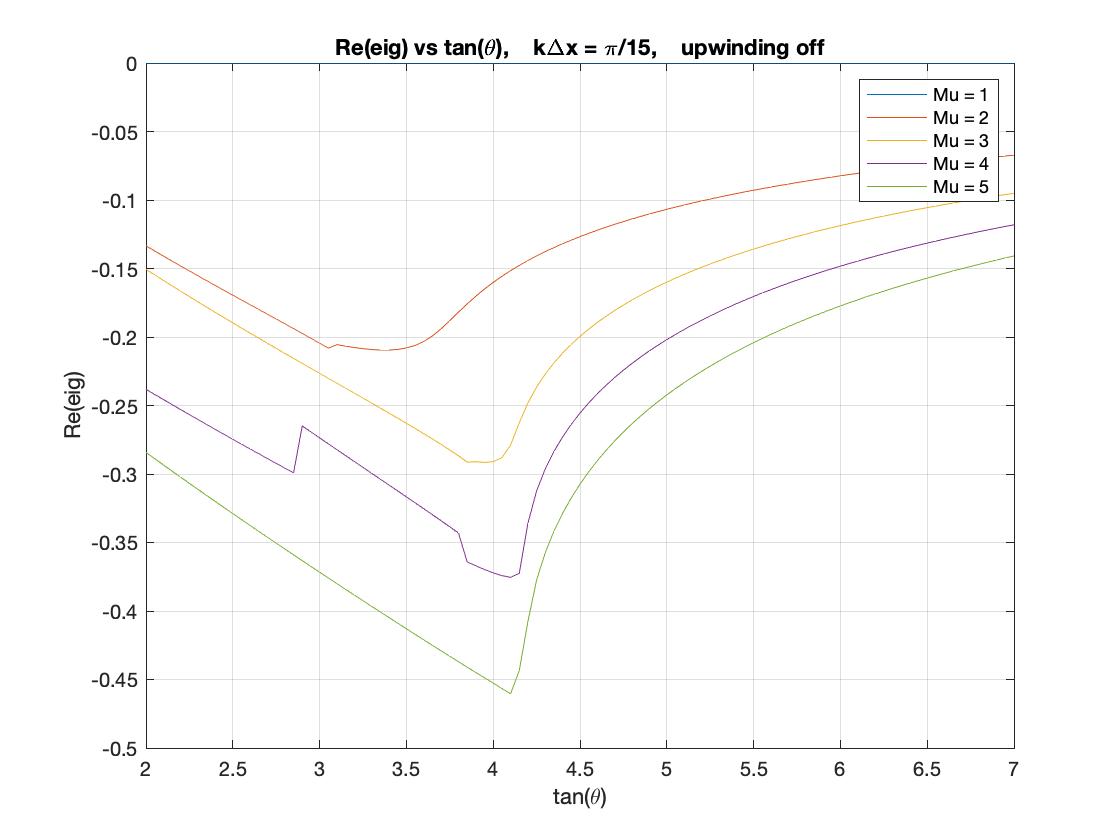 Re(eig) vs tan(θ), kΔx = π/15, upwinding off
0
-0.05
-0.1
-0.15
-0.2
-0.25
-0.3
-0.35
-0.4
-0.45
-0.5
Re(eig)
Mu = 1
Mu = 2
Mu = 3
Mu = 4
Mu = 5
2 2.5 3 3.5 4 4.5 5 5.5 6 6.5 7
tan(θ)